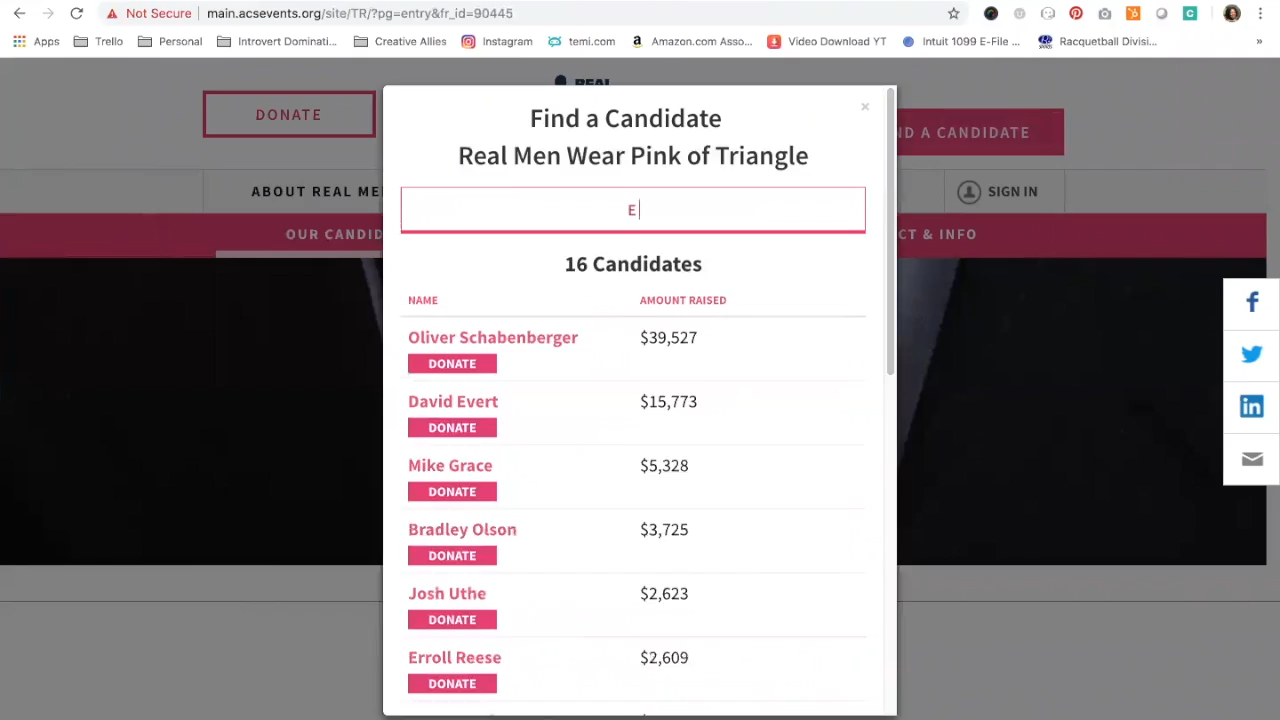 Not Secure main.acsevents.org/site/TR/?pg=entry&fr_id=90445
Apps Trello Personal Introvert Dominati... Creative Allies Instagram temi.com Amazon.com Asso... Video Download YT Intuit 1099 E-File ... Racquetball Divisi... »
REAL
DONATE
ND A CANDIDATE
ABOUT REAL ME
SIGN IN
OUR CANDID
CT & INFO
×
Find a Candidate
Real Men Wear Pink of Triangle
E
16 Candidates
NAME AMOUNT RAISED
Oliver Schabenberger $39,527
DONATE
David Evert $15,773
DONATE
Mike Grace $5,328
DONATE
Bradley Olson $3,725
DONATE
Josh Uthe $2,623
DONATE
Erroll Reese $2,609
DONATE